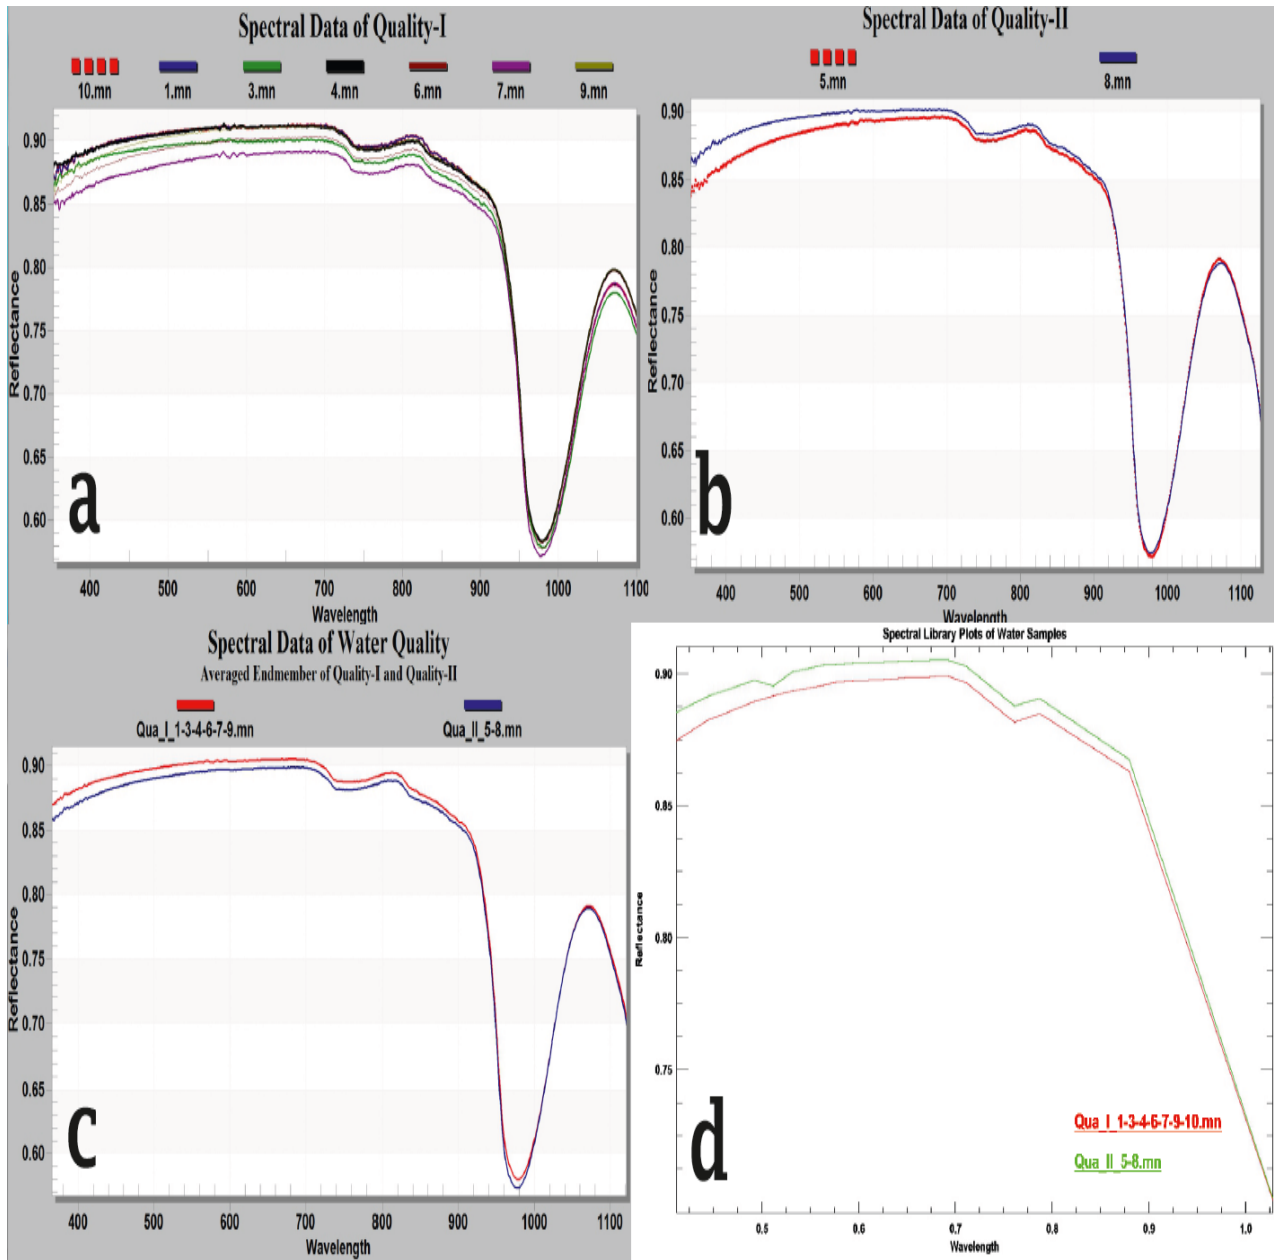 Spectral Data of Quality-I
10.mn 1.mn 3.mn 4.mn 6.mn 7.mn 9.mn
0.90
0.85
0.80
0.75
0.70
0.65
0.60
Reflectance
a
400 500 600 700 800 900 1000 1100
Wavelength
Spectral Data of Quality-II
5.mn 8.mn
0.90
0.85
0.80
0.75
0.70
0.65
0.60
Reflectance
b
400 500 600 700 800 900 1000 1100
Wavelength
Spectral Data of Water Quality
Averaged Endmember of Quality-I and Quality-II
Qua_I_1-3-4-6-7-9.mn Qua_II_5-8.mn
0.90
0.85
0.80
0.75
0.70
0.65
0.60
Reflectance
c
400 500 600 700 800 900 1000 1100
Wavelength
Spectral Library Plots of Water Samples
0.90
0.85
0.80
0.75
Reflectance
Qua_I_1-3-4-6-7-9-10.mn
Qua_II_5-8.mn
d
0.5 0.6 0.7 0.8 0.9 1.0
Wavelength